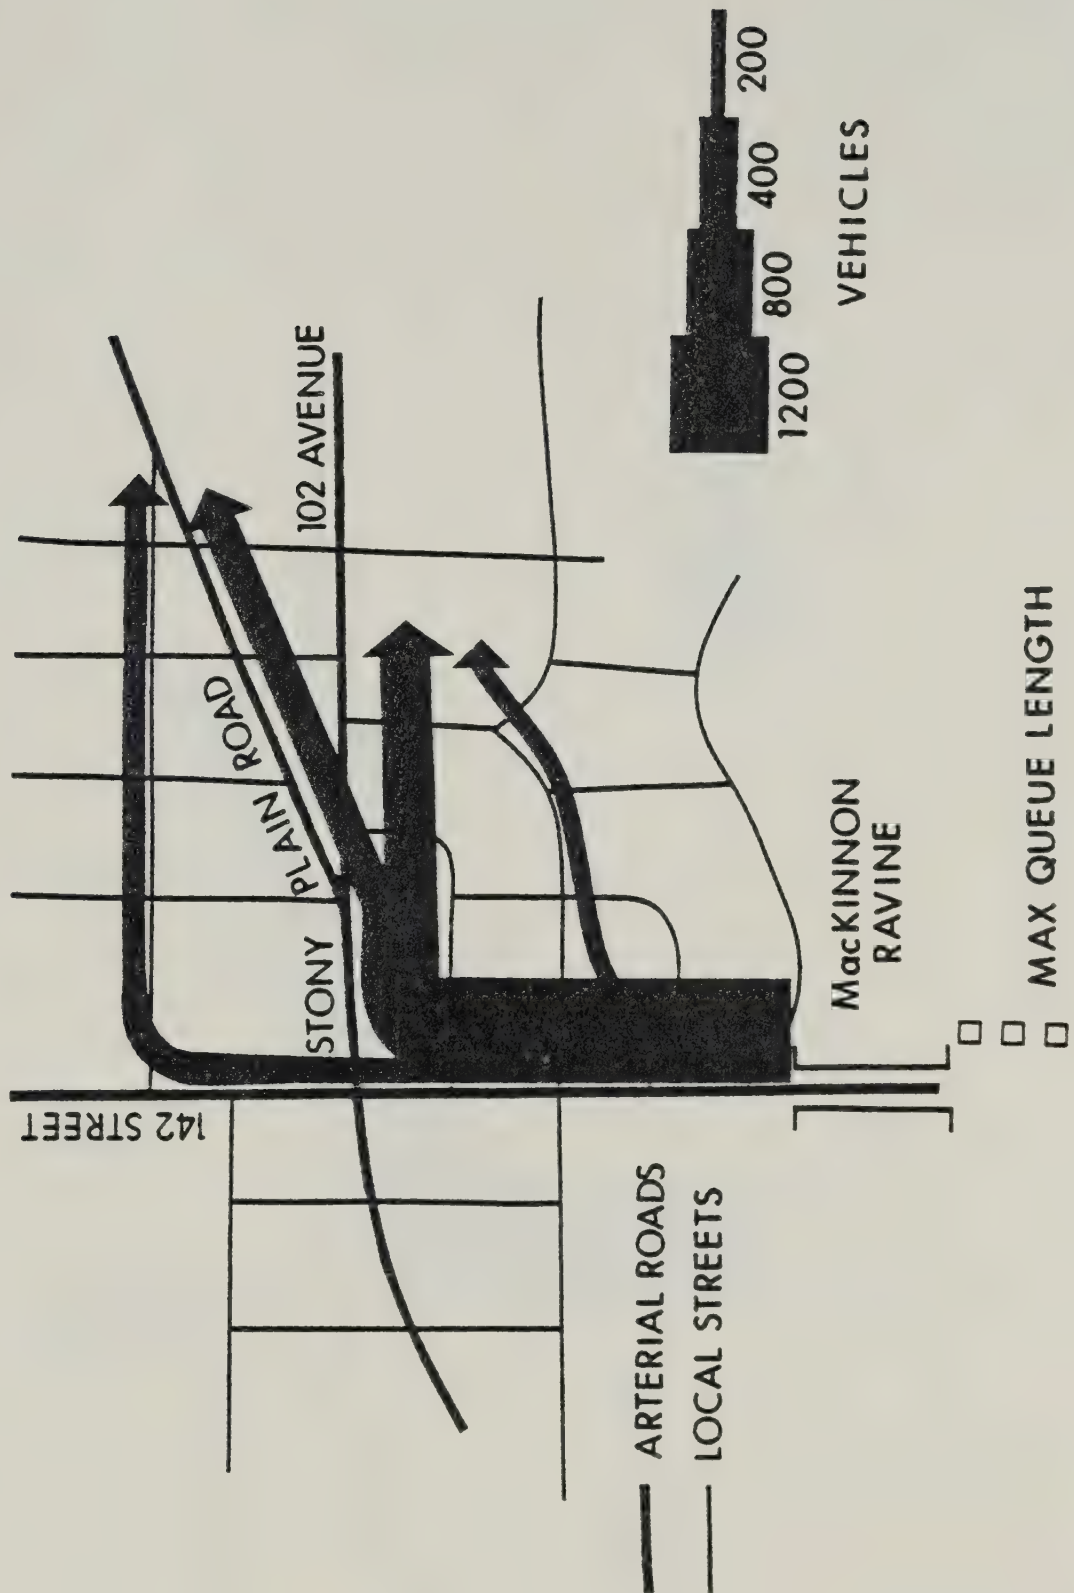 142 STREET
STONY
PLAIN
ROAD
102 AVENUE
MacKINNON
RAVINE
MAX QUEUE LENGTH
ARTERIAL ROADS
LOCAL STREETS
1200
800
400
200
VEHICLES